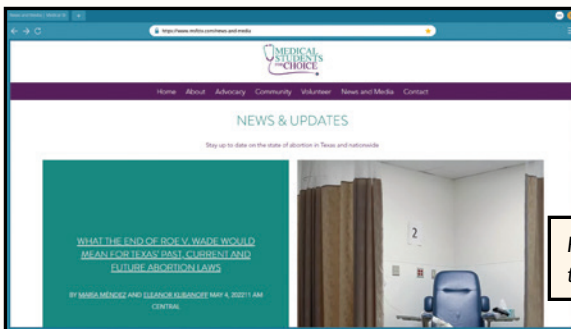 MEDICAL
STUDENTS
FOR CHOICE
Home About Advocacy Community Volunteer News and Media Contact
NEWS & UPDATES
Stay up to date on the state of abortion in Texas and nationwide
WHAT THE END OF ROE V. WADE WOULD
MEAN FOR TEXAS' PAST, CURRENT AND
FUTURE ABORTION LAWS
BY MARÍA MÉNDEZ AND ELEANOR KLIBANOFF MAY 4, 2022 11 AM
CENTRAL
2